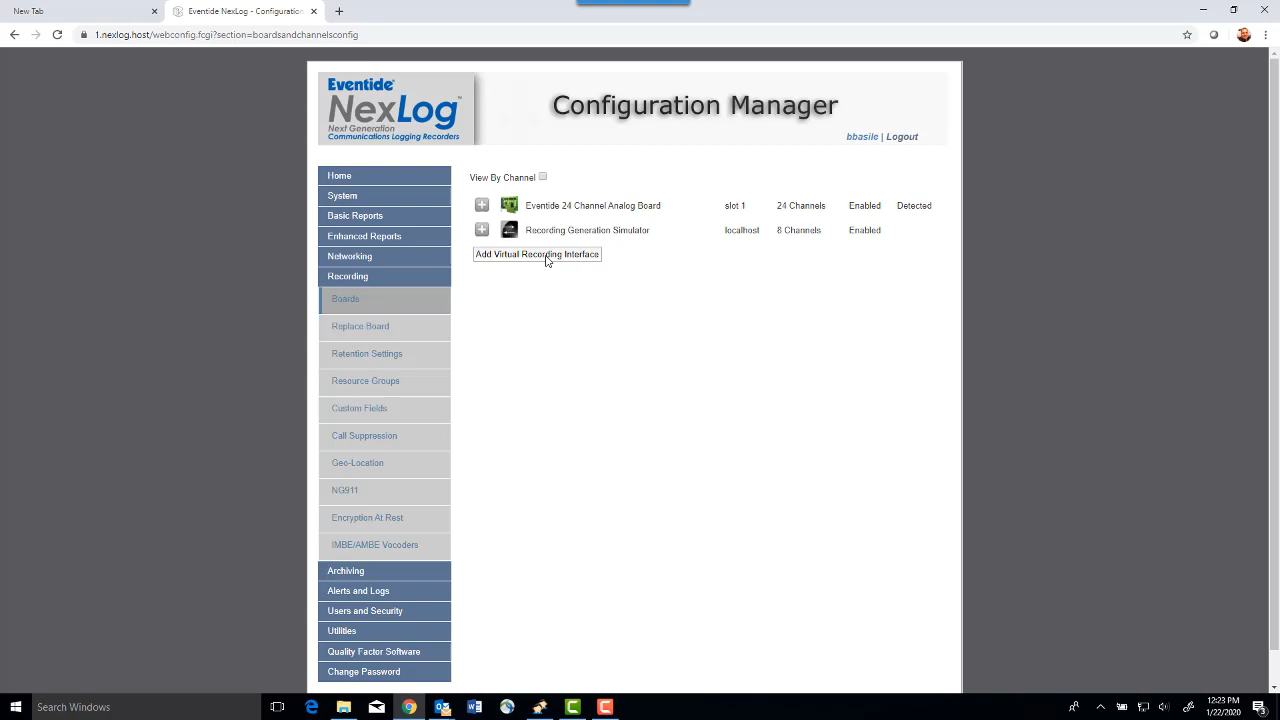 New Tab
Eventide NexLog - Configuration
1.nexlog.host/webconfig.fcgi?section=boardsandchannelsconfig
Eventide®
NexLog™
Next Generation
Communications Logging Recorders
Configuration Manager
bbasile | Logout
Home
System
Basic Reports
Enhanced Reports
Networking
Recording
Boards
Replace Board
Retention Settings
Resource Groups
Custom Fields
Call Suppression
Geo-Location
NG911
Encryption At Rest
IMBE/AMBE Vocoders
Archiving
Alerts and Logs
Users and Security
Utilities
Quality Factor Software
Change Password
View By Channel
Eventide 24 Channel Analog Board slot 1 24 Channels Enabled Detected
Recording Generation Simulator localhost 8 Channels Enabled
Add Virtual Recording Interface
Search Windows
12:23 PM
1/22/2020